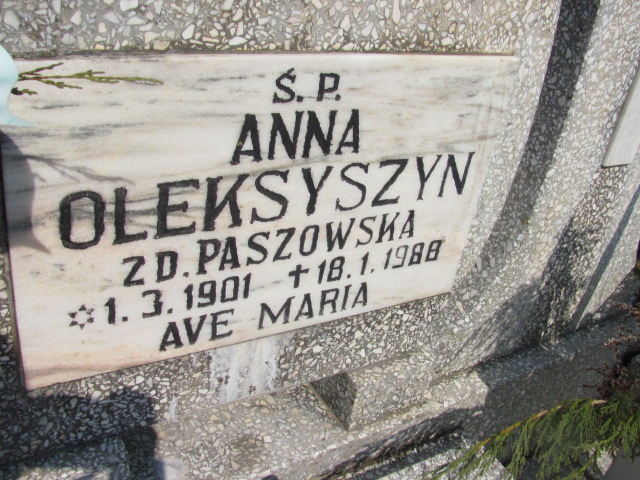 Ś. P.
ANNA
OLEKSYSZYN
ZD. PASZOWSKA
✡ 1. 3. 1901 ✝ 18. 1. 1988
AVE MARIA